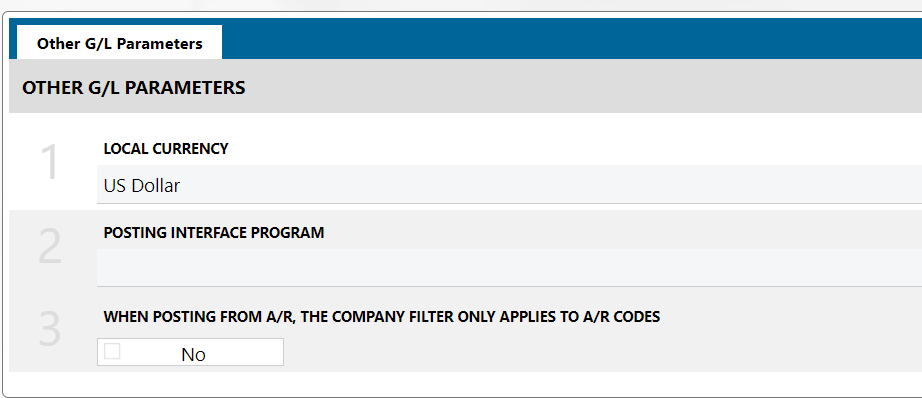 Other G/L Parameters
OTHER G/L PARAMETERS
1
LOCAL CURRENCY
US Dollar
2
POSTING INTERFACE PROGRAM
3
WHEN POSTING FROM A/R, THE COMPANY FILTER ONLY APPLIES TO A/R CODES
No